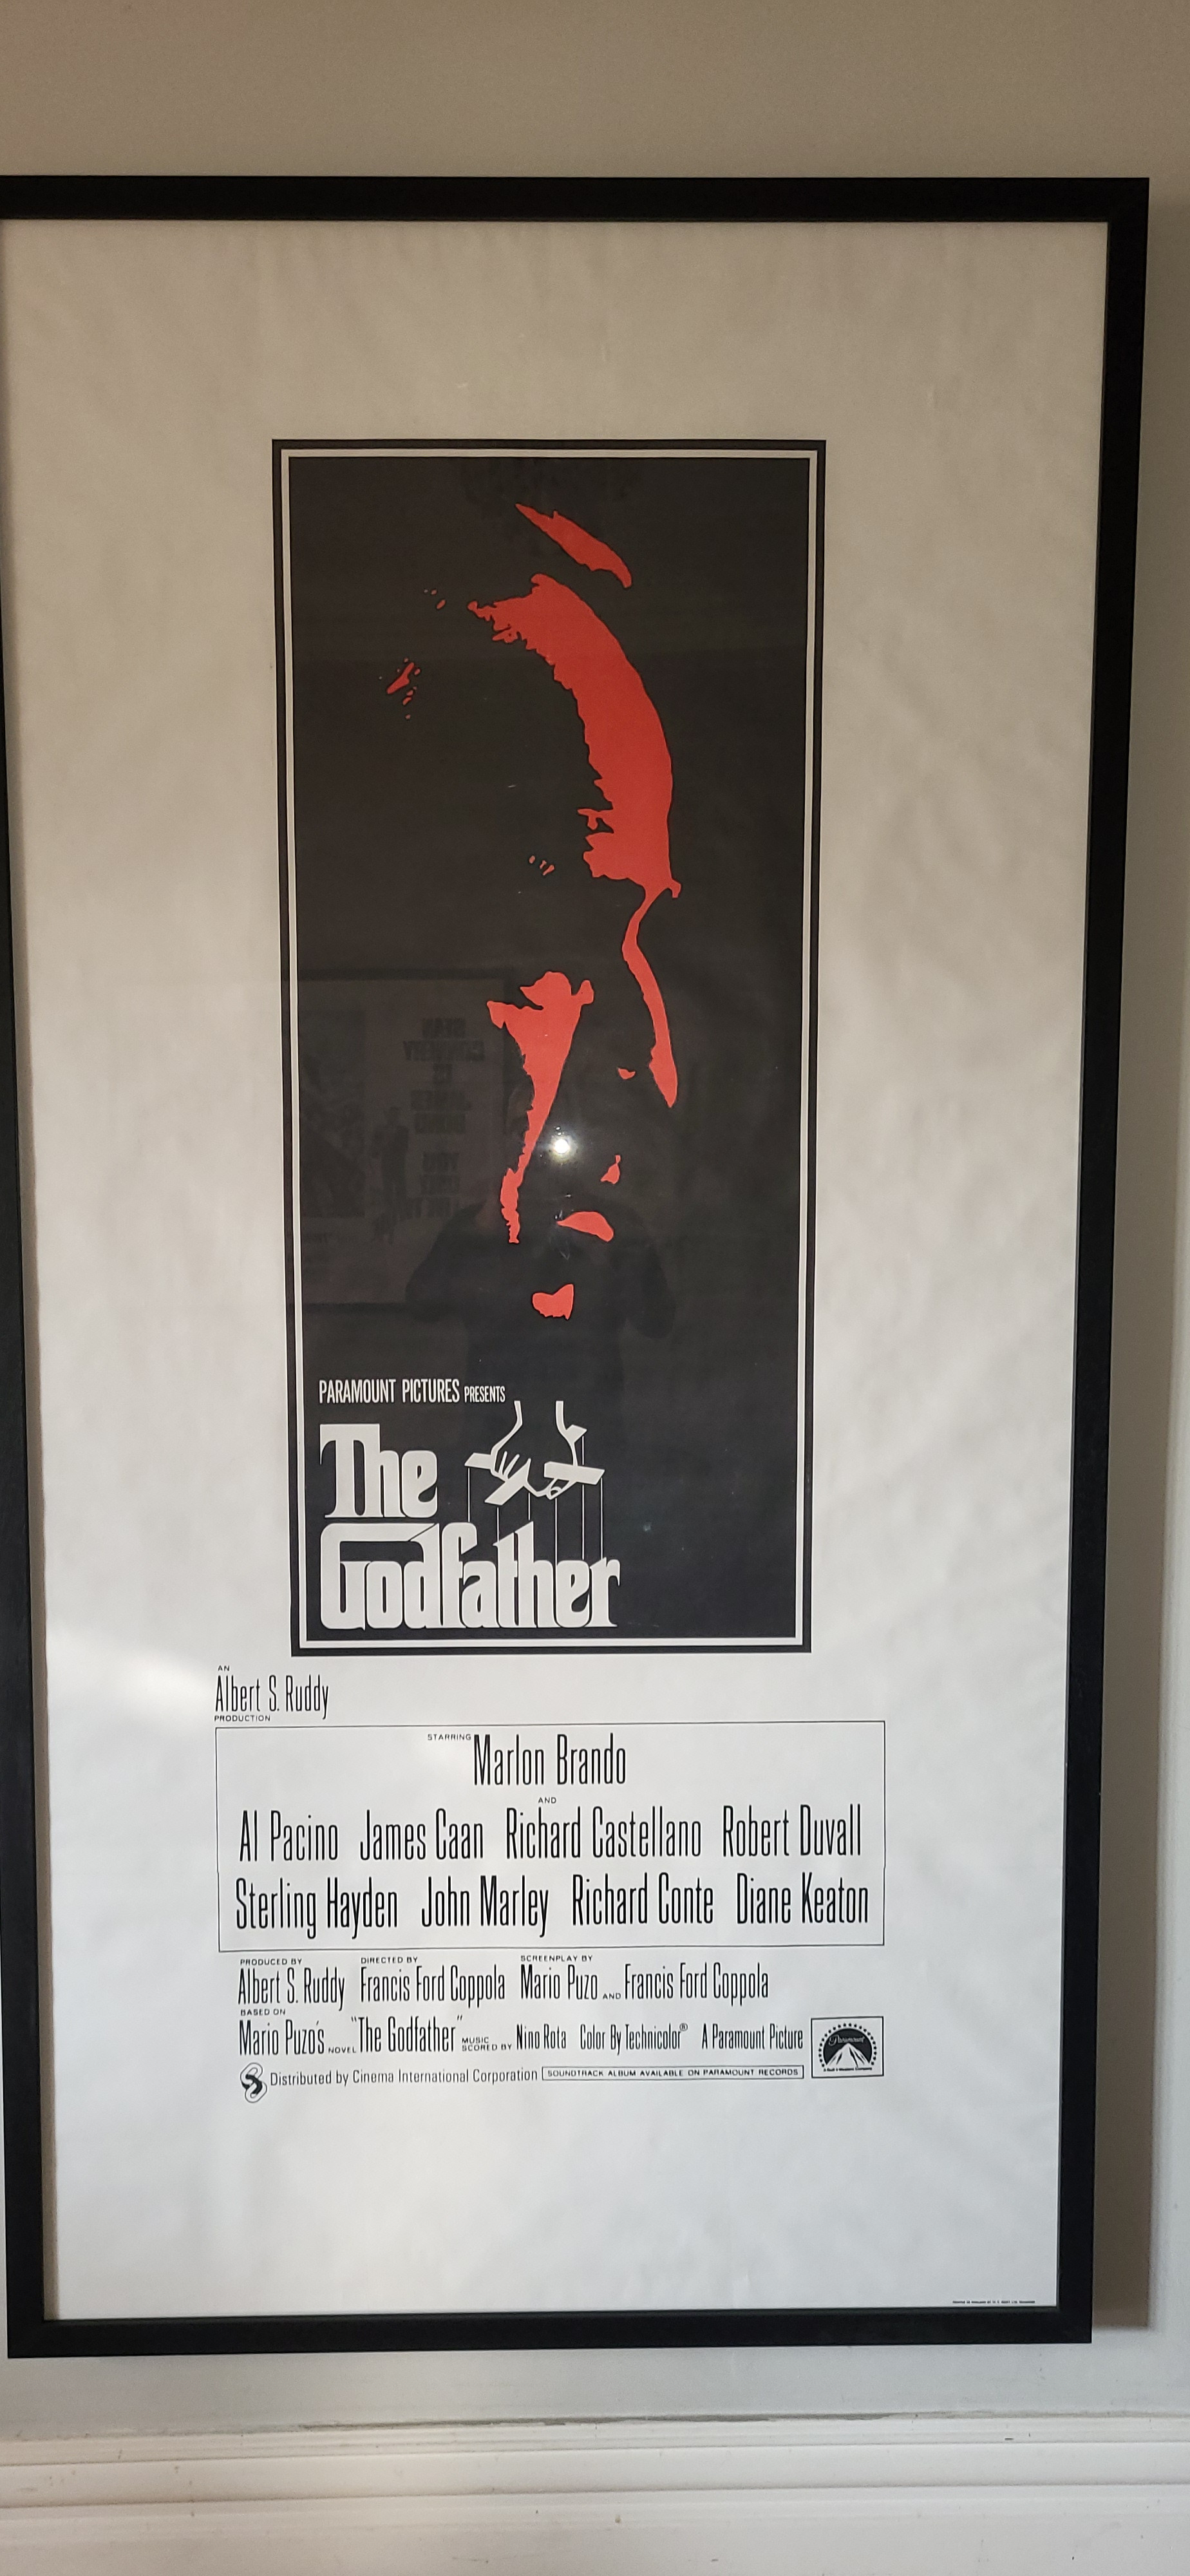 PARAMOUNT PICTURES PRESENTS
The
Godfather
AN
Albert S. Ruddy
PRODUCTION
STARRING Marlon Brando
AND
Al Pacino James Caan Richard Castellano Robert Duvall
Sterling Hayden John Marley Richard Conte Diane Keaton
PRODUCED BY DIRECTED BY SCREENPLAY BY
Albert S. Ruddy Francis Ford Coppola Mario Puzo AND Francis Ford Coppola
BASED ON
Mario Puzo's NOVEL "The Godfather" MUSIC SCORED BY Nino Rota Color By Technicolor® A Paramount Picture
Paramount
Distributed by Cinema International Corporation SOUNDTRACK ALBUM AVAILABLE ON PARAMOUNT RECORDS